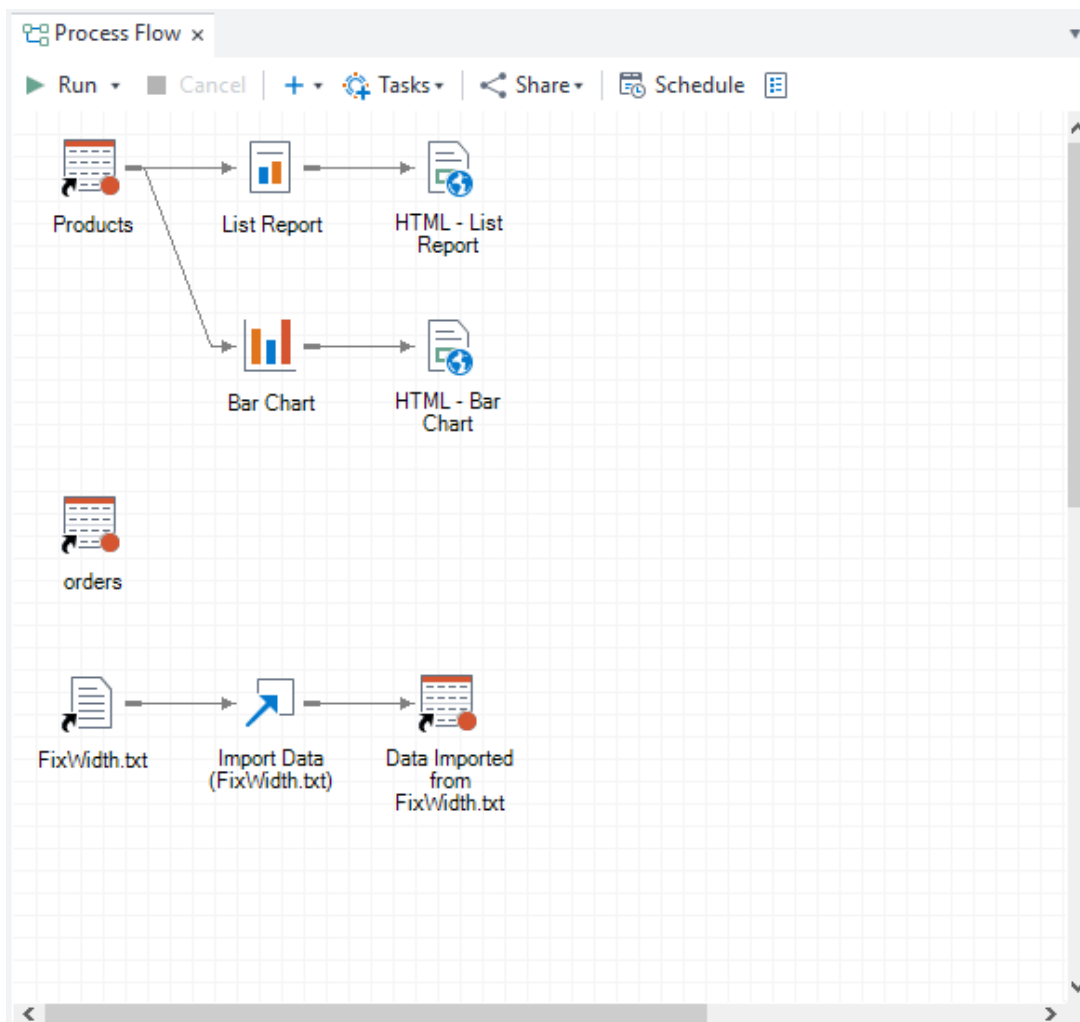 Process Flow x
Run Cancel + Tasks Share Schedule
Products
List Report
HTML - List
Report
Bar Chart
HTML - Bar
Chart
orders
FixWidth.txt
Import Data
(FixWidth.txt)
Data Imported
from
FixWidth.txt